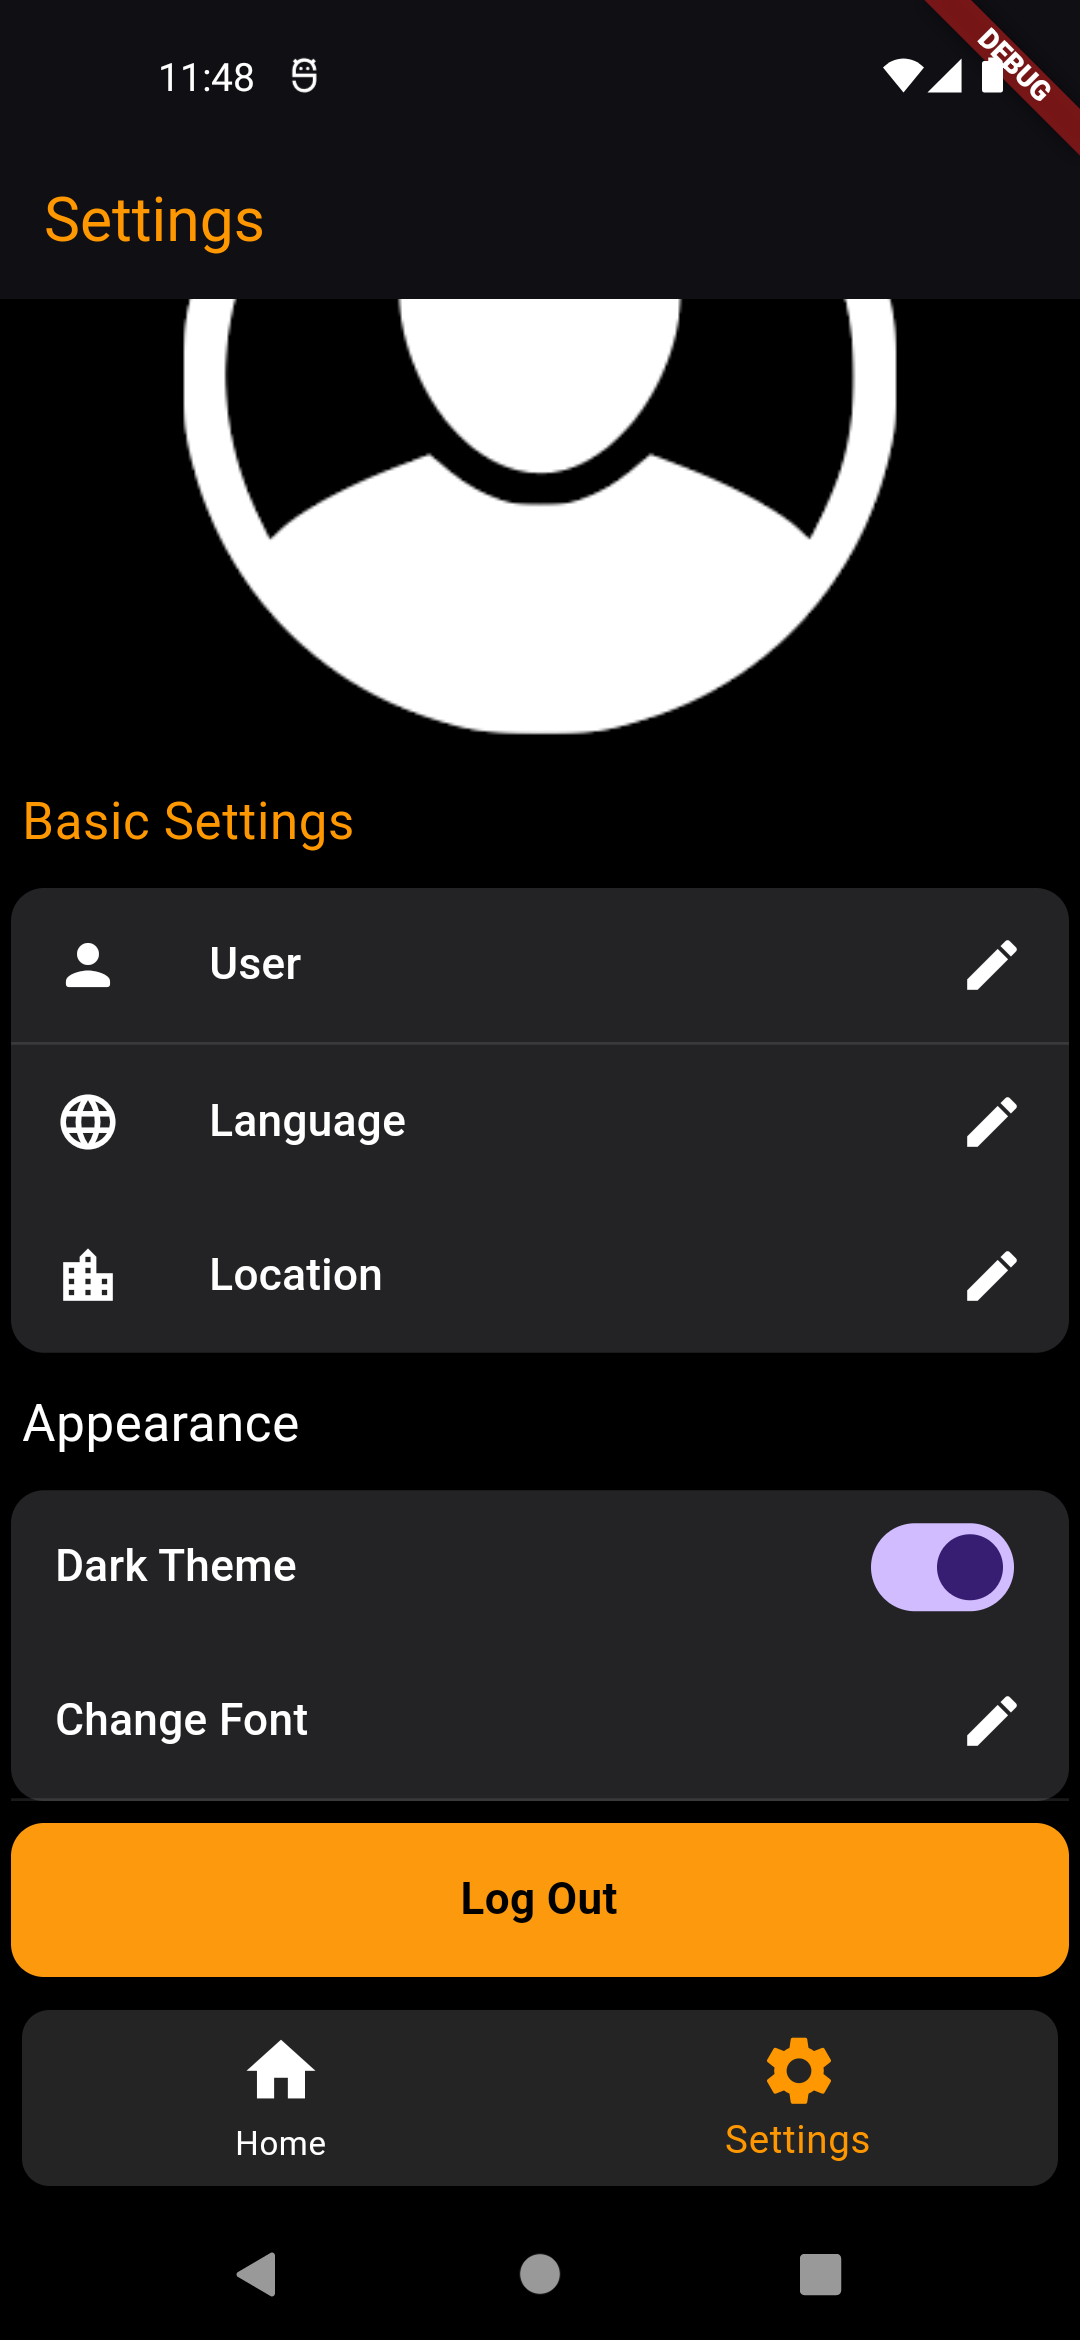 11:48
DEBUG
Settings
Basic Settings
User
Language
Location
Appearance
Dark Theme
Change Font
Log Out
Home
Settings